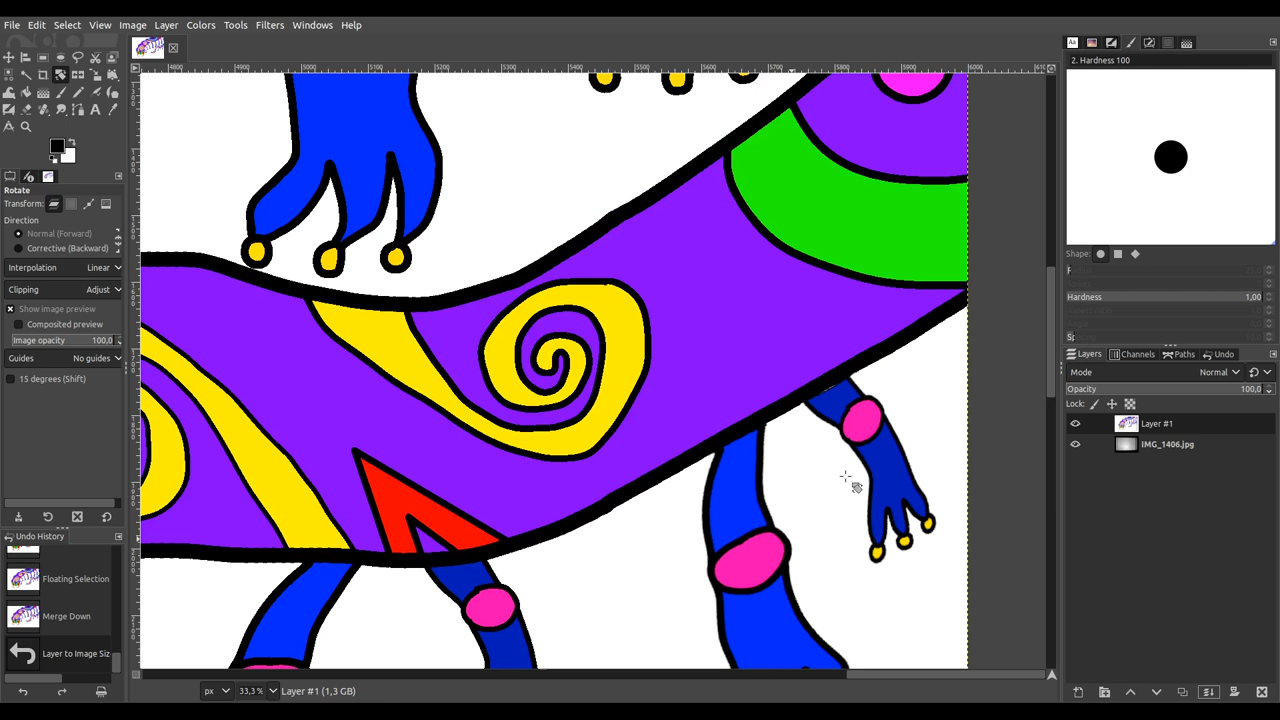 File Edit Select View Image Layer Colors Tools Filters Windows Help
2. Hardness 100
Rotate
Transform:
Direction
Normal (Forward)
Corrective (Backward)
Interpolation Linear
Clipping Adjust
Show image preview
Composited preview
Image opacity 100,0
Guides No guides
15 degrees (Shift)
Undo History
Floating Selection
Merge Down
Layer to Image Siz
Shape:
Hardness 1,00
Layers Channels Paths Undo
Mode Normal
Opacity 100,0
Lock:
Layer #1
IMG_1406.jpg
px 33,3% Layer #1 (1,3 GB)